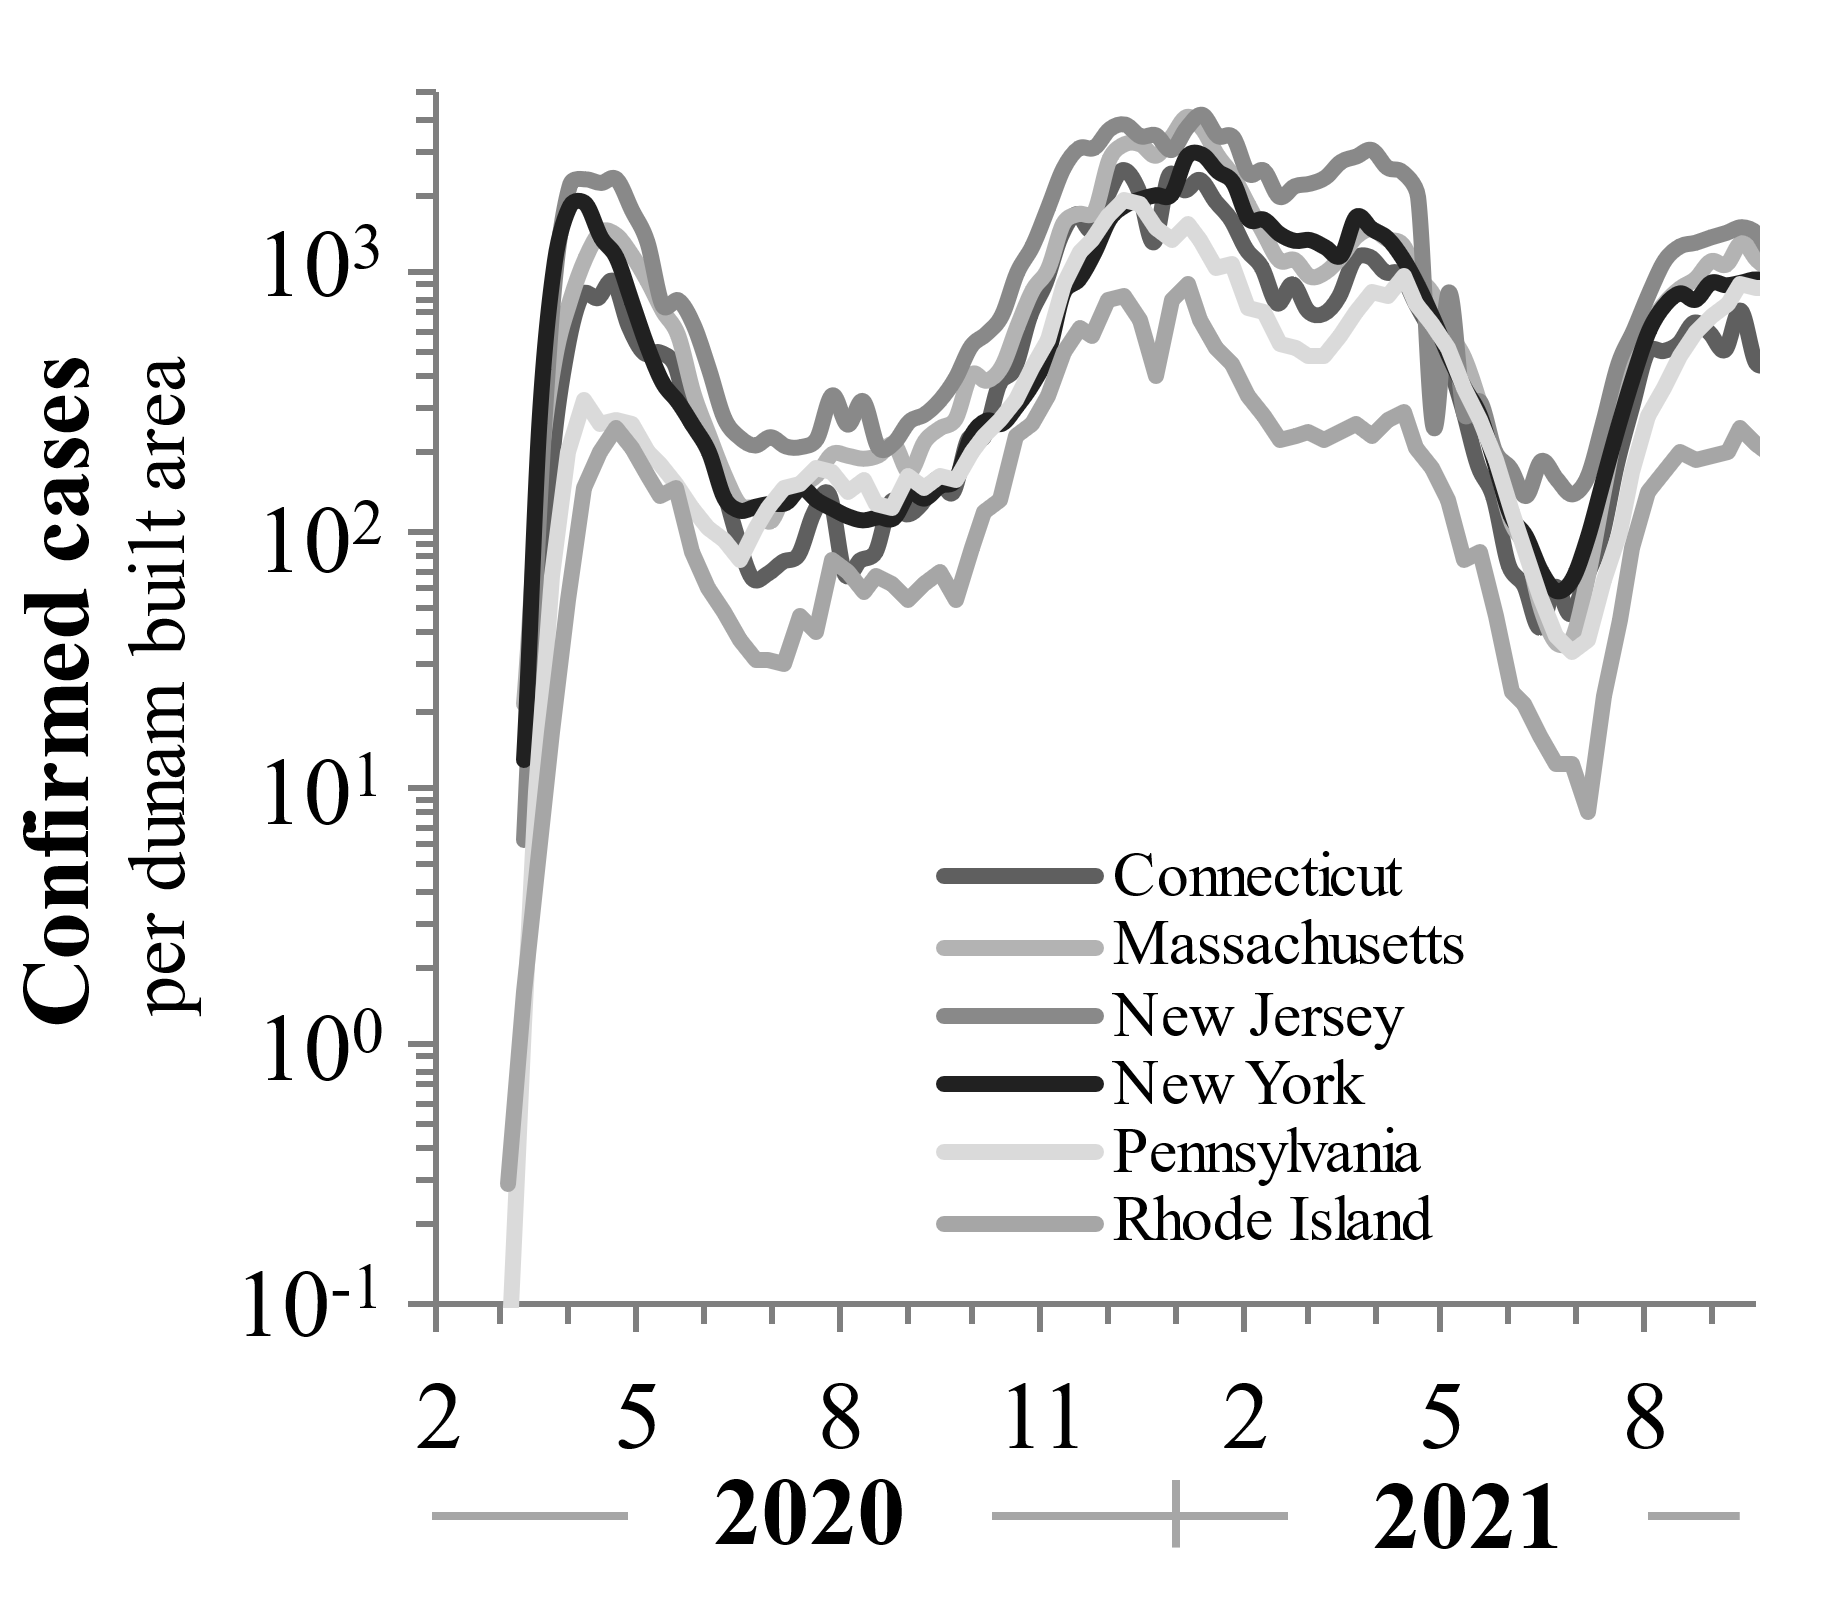 Confirmed cases
per dunam built area
10³
10²
10¹
10⁰
10⁻¹
Connecticut
Massachusetts
New Jersey
New York
Pennsylvania
Rhode Island
2 5 8 11 2 5 8
2020 2021